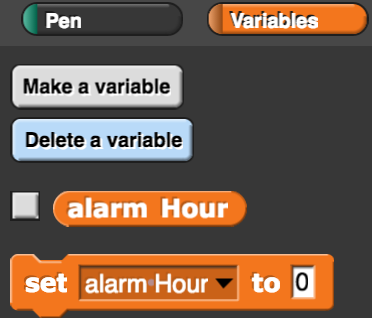 Pen Variables
Make a variable
Delete a variable
alarm Hour
set alarm Hour to 0